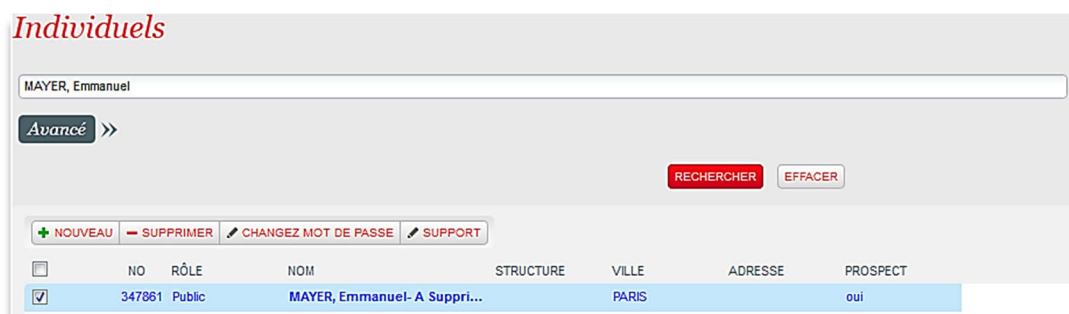 Individuels
MAYER, Emmanuel
Avancé »
RECHERCHER EFFACER
NOUVEAU SUPPRIMER CHANGEZ MOT DE PASSE SUPPORT
NO RÔLE NOM STRUCTURE VILLE ADRESSE PROSPECT
347861 Public MAYER, Emmanuel- A Suppri... PARIS oui